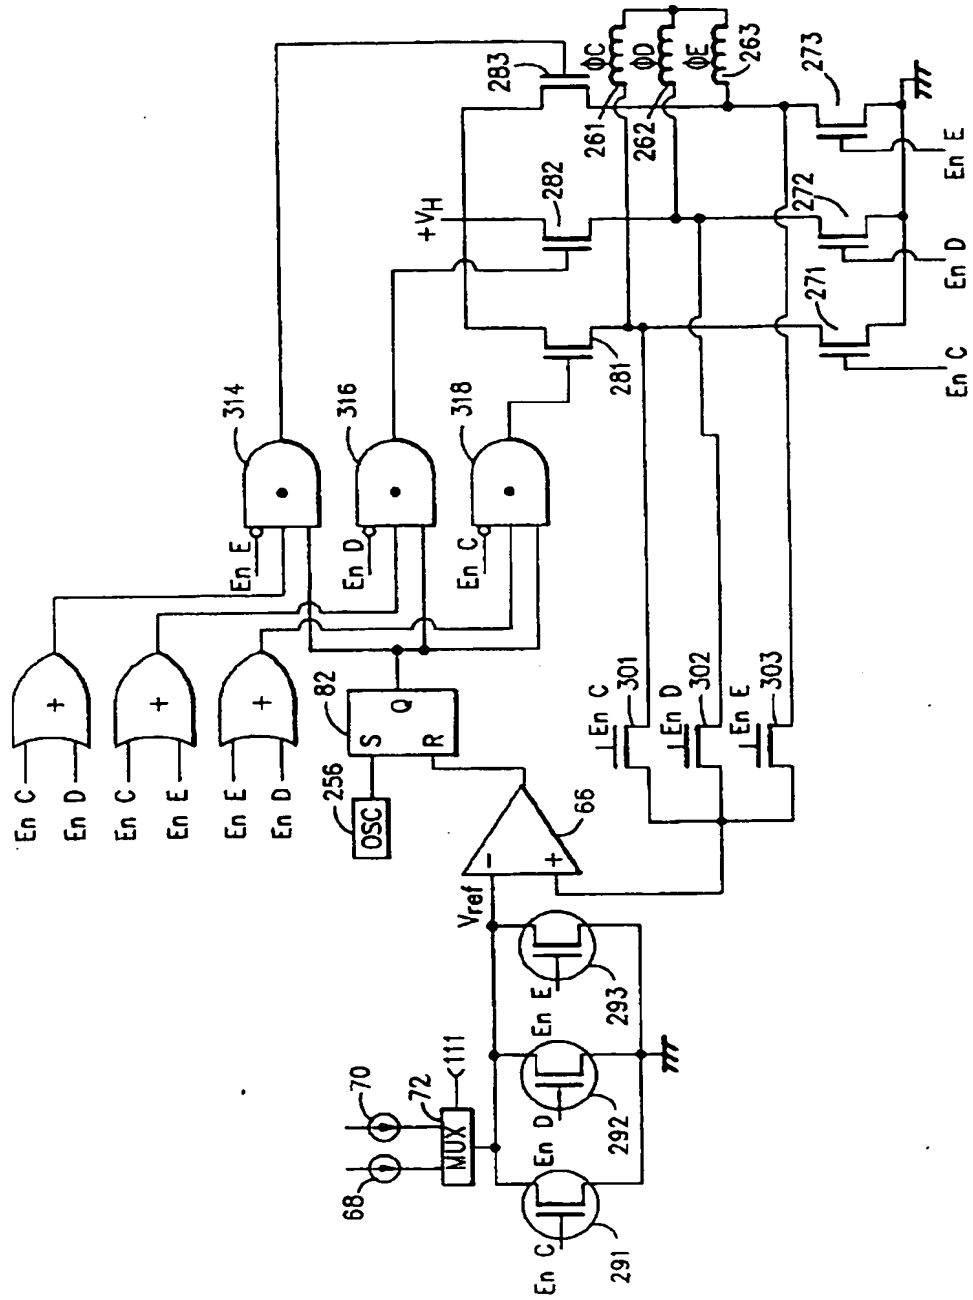 En C
En D
En C
En E
En E
En D
+
+
+
En E
En D
En C
314
316
318
283
282
281
+VH
ΦC
ΦD
ΦE
261
262
263
273
272
271
En E
En D
En C
OSC
256
S
R
Q
82
66
-
+
Vref
En C
301
En D
302
En E
303
68
70
72
MUX
111
En C
291
En D
292
En E
293